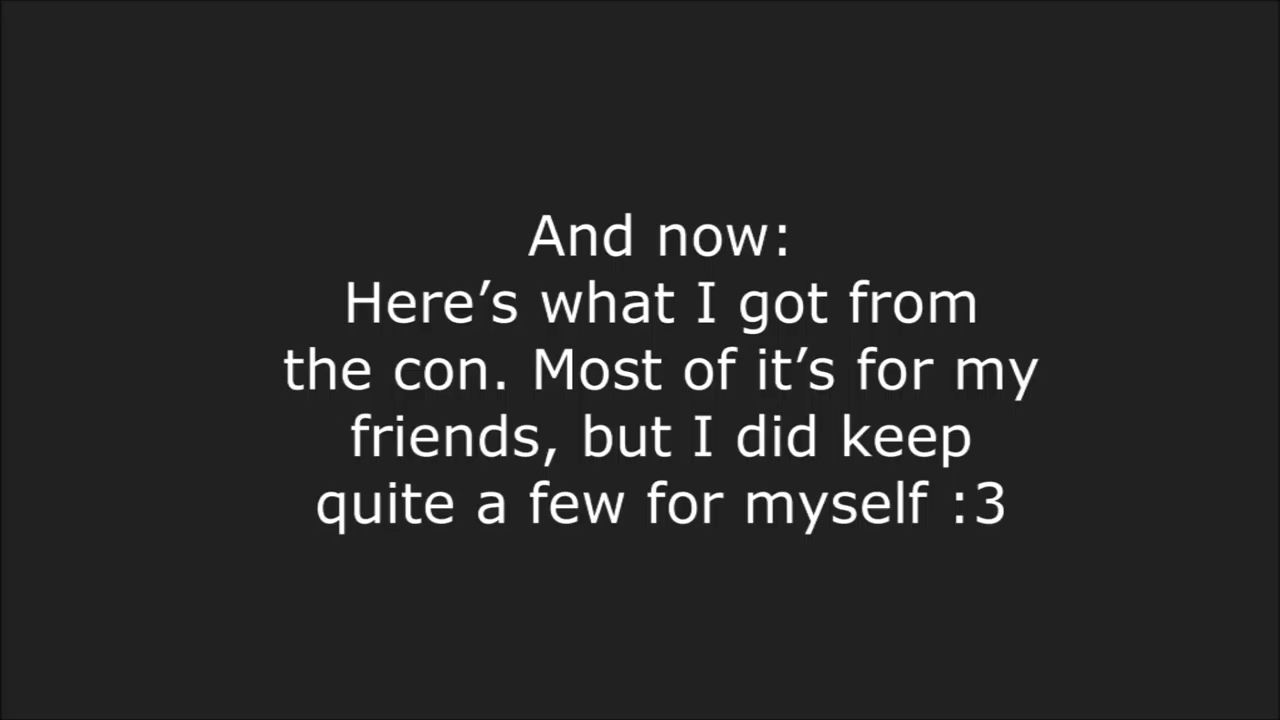 And now:
Here’s what I got from
the con. Most of it’s for my
friends, but I did keep
quite a few for myself :3